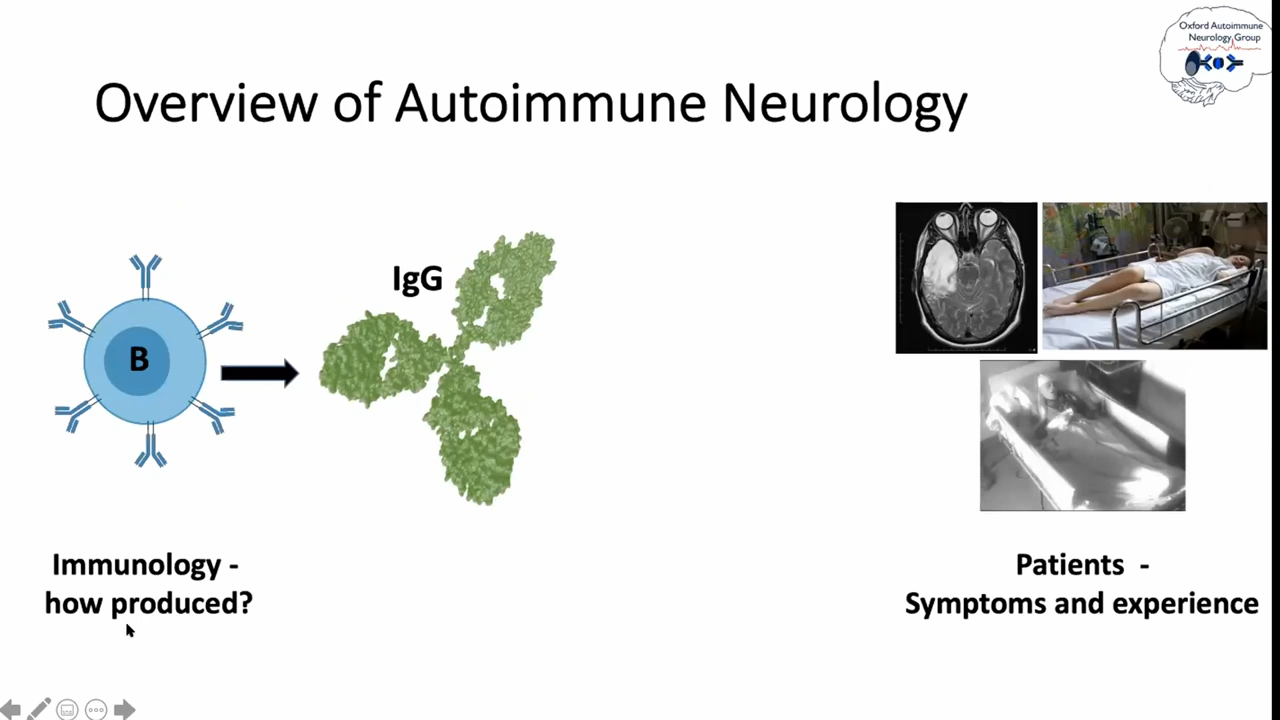 Oxford Autoimmune
Neurology Group
Overview of Autoimmune Neurology
IgG
B
Immunology -
how produced?
Patients -
Symptoms and experience